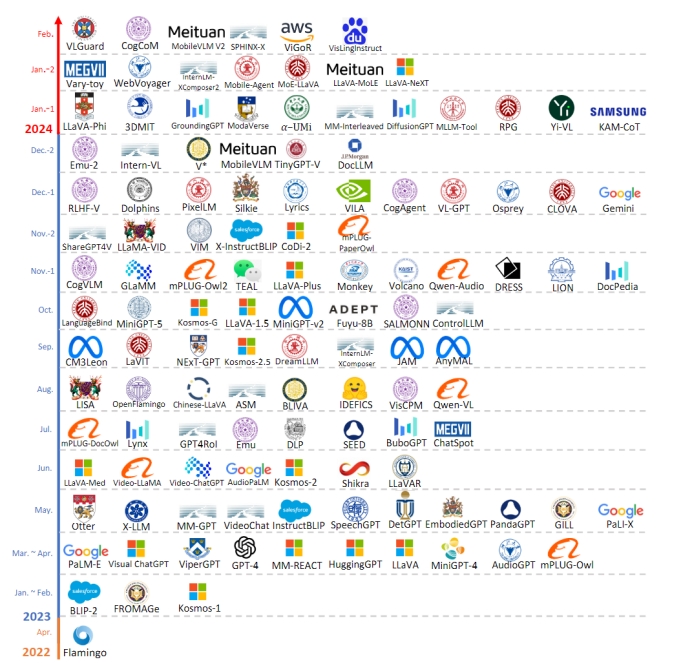 Feb.
VLGuard CogCoM Meituan MobileVLM V2 SPHINX-X aws ViGoR VisLingInstruct
Jan.-2
MEGVII Vary-toy WebVoyager InternLM-XComposer2 Mobile-Agent MoE-LLaVA Meituan LLaVA-MoLE LLaVA-NeXT
Jan.-1
2024
LLaVA-Phi 3DMIT GroundingGPT ModaVerse α-UMi MM-Interleaved DiffusionGPT MLLM-Tool RPG Yi-VL SAMSUNG KAM-CoT
Dec.-2
Emu-2 Intern-VL V* Meituan MobileVLM TinyGPT-V J.P.Morgan DocLLM
Dec.-1
RLHF-V Dolphins PixelLM Silkie Lyrics VILA CogAgent VL-GPT Osprey CLOVA Google Gemini
Nov.-2
ShareGPT4V LLaMA-VID VIM salesforce X-InstructBLIP CoDi-2 mPLUG-PaperOwl
Nov.-1
CogVLM GLaMM mPLUG-Owl2 TEAL LLaVA-Plus Monkey KAIST Volcano Qwen-Audio DRESS LION DocPedia
Oct.
LanguageBind MiniGPT-5 Kosmos-G LLaVA-1.5 MiniGPT-v2 ADEPT Fuyu-8B SALMONN ControlLLM
Sep.
CM3Leon LaVIT NExT-GPT Kosmos-2.5 DreamLLM InternLM-XComposer JAM AnyMAL
Aug.
LISA OpenFlamingo Chinese-LLaVA ASM BLIVA IDEFICS VisCPM Qwen-VL
Jul.
mPLUG-DocOwl Lynx GPT4RoI Emu DLP SEED BuboGPT MEGVII ChatSpot
Jun.
LLaVA-Med Video-LLaMA Video-ChatGPT Google AudioPaLM Kosmos-2 Shikra LLaVAR
May.
Otter X-LLM MM-GPT VideoChat salesforce InstructBLIP SpeechGPT DetGPT EmbodiedGPT PandaGPT GILL Google PaLI-X
Mar. ~ Apr.
Google PaLM-E Visual ChatGPT ViperGPT GPT-4 MM-REACT HuggingGPT LLaVA MiniGPT-4 AudioGPT mPLUG-Owl
Jan. ~ Feb.
salesforce BLIP-2 FROMAGe Kosmos-1
2023
Apr.
2022
Flamingo